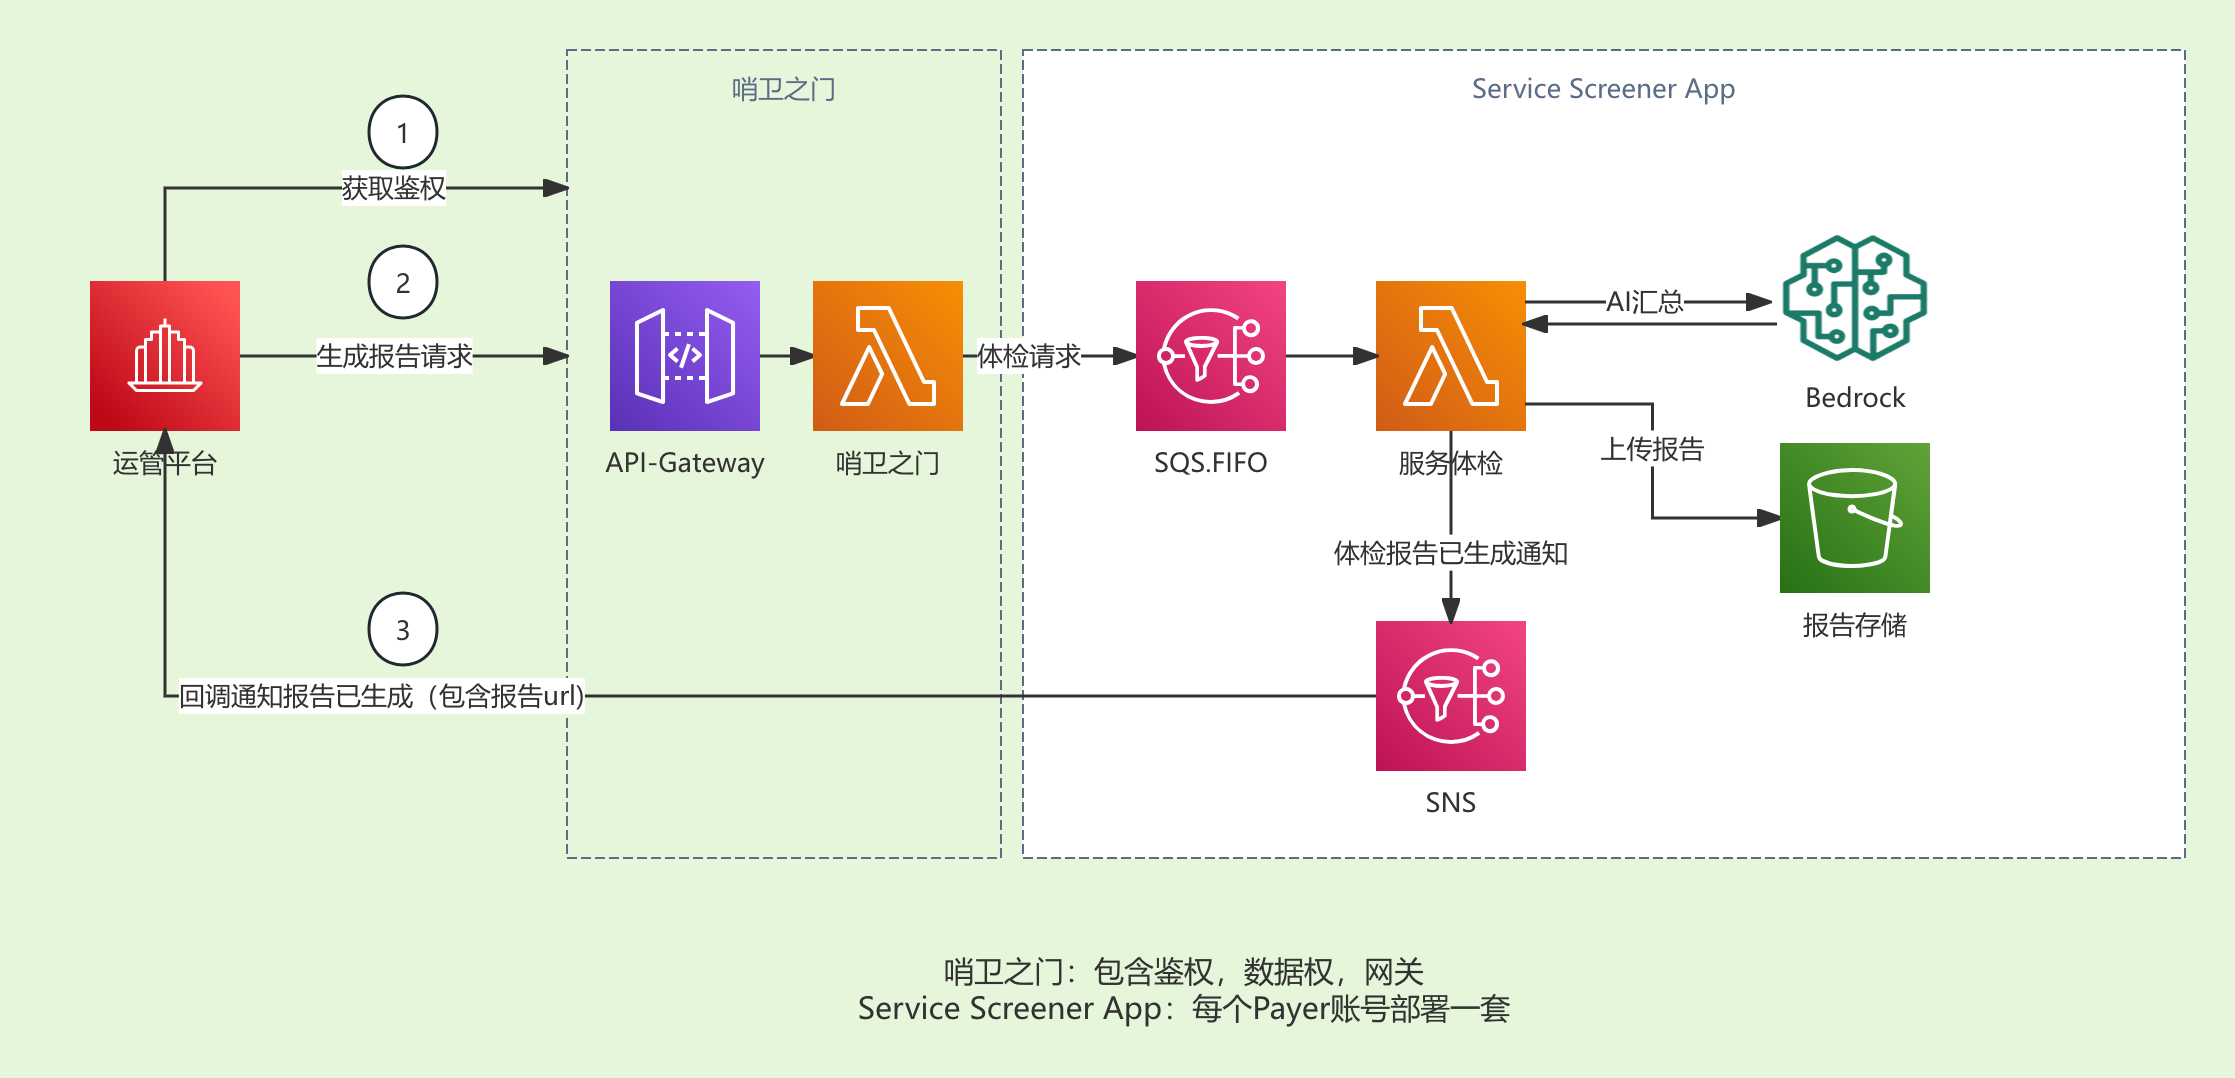 哨卫之门
Service Screener App
1
获取鉴权
2
生成报告请求
体检请求
AI汇总
Bedrock
运管平台
API-Gateway
哨卫之门
SQS.FIFO
服务体检
上传报告
体检报告已生成通知
报告存储
3
回调通知报告已生成（包含报告url)
SNS
哨卫之门：包含鉴权，数据权，网关
Service Screener App：每个Payer账号部署一套